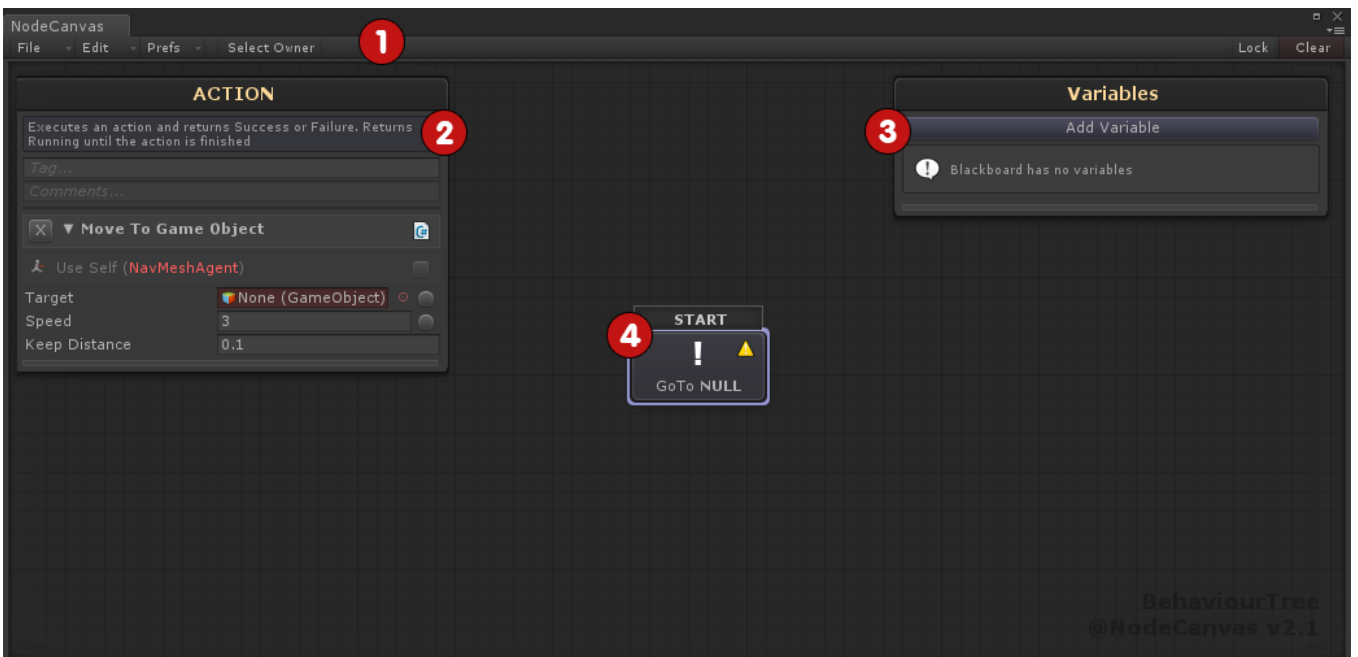 NodeCanvas
File Edit Prefs Select Owner
1
Lock Clear
ACTION
Executes an action and returns Success or Failure. Returns
Running until the action is finished
2
Tag...
Comments...
X ▼ Move To Game Object
C#
Use Self (NavMeshAgent)
Target None (GameObject)
Speed 3
Keep Distance 0.1
Variables
3
Add Variable
! Blackboard has no variables
START
4
!
GoTo NULL
BehaviourTree
@NodeCanvas v2.1